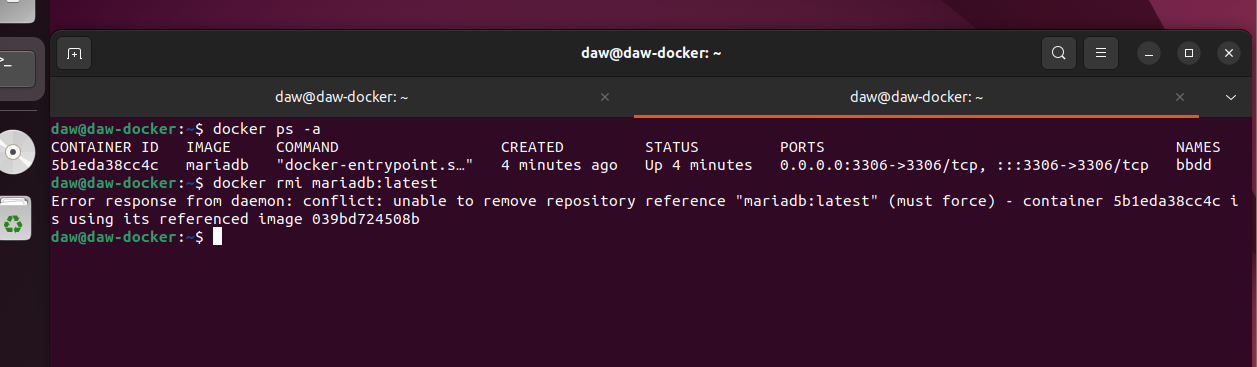 daw@daw-docker: ~
daw@daw-docker: ~
daw@daw-docker: ~
daw@daw-docker:~$ docker ps -a
CONTAINER ID   IMAGE     COMMAND                  CREATED         STATUS         PORTS                                       NAMES
5b1eda38cc4c   mariadb   "docker-entrypoint.s…"   4 minutes ago   Up 4 minutes   0.0.0.0:3306->3306/tcp, :::3306->3306/tcp   bbdd
daw@daw-docker:~$ docker rmi mariadb:latest
Error response from daemon: conflict: unable to remove repository reference "mariadb:latest" (must force) - container 5b1eda38cc4c i
s using its referenced image 039bd724508b
daw@daw-docker:~$